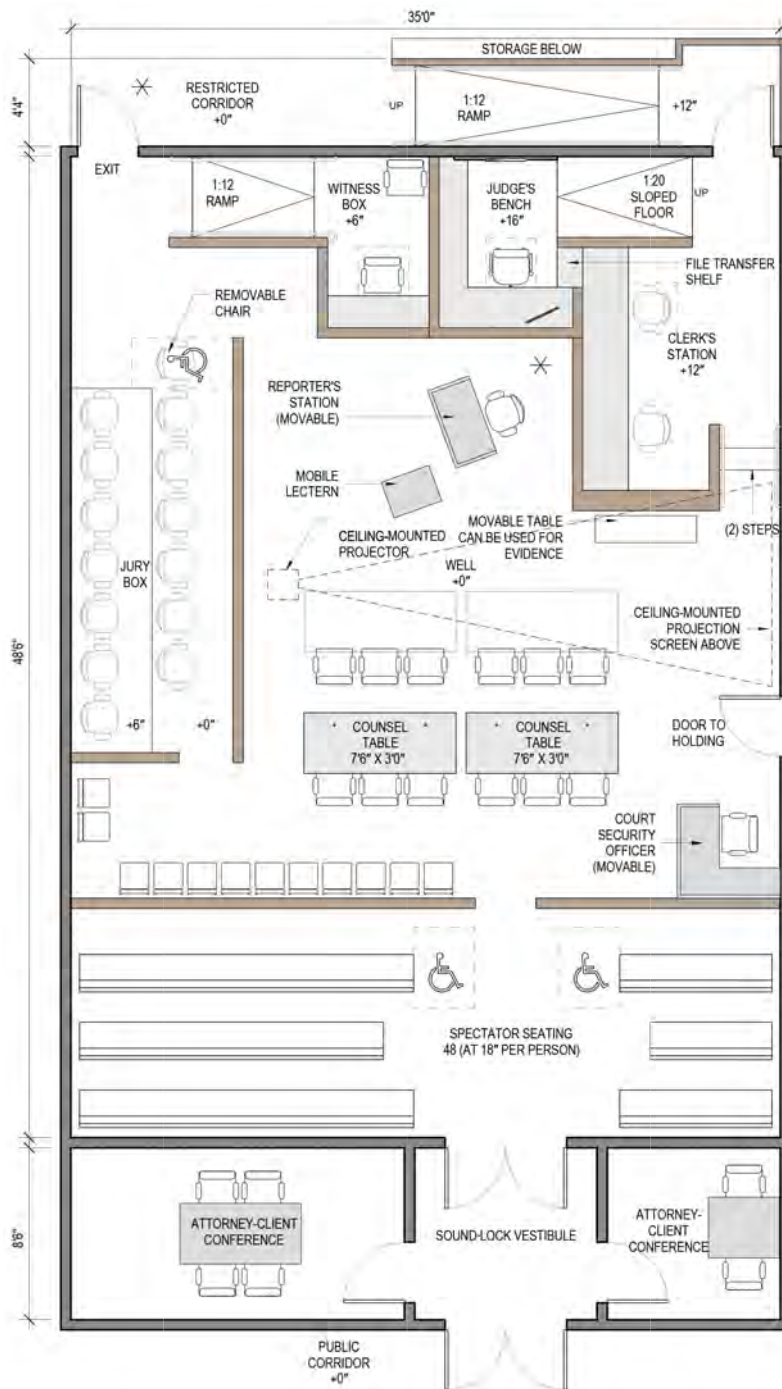 35'0"
STORAGE BELOW
4'4"
RESTRICTED
CORRIDOR
+0"
UP
1:12
RAMP
+12"
EXIT
1:12
RAMP
WITNESS
BOX
+6"
JUDGE'S
BENCH
+16"
1:20
SLOPED
FLOOR
UP
FILE TRANSFER
SHELF
REMOVABLE
CHAIR
CLERK'S
STATION
+12"
REPORTER'S
STATION
(MOVABLE)
MOBILE
LECTERN
CEILING-MOUNTED
PROJECTOR
MOVABLE TABLE
CAN BE USED FOR
EVIDENCE
(2) STEPS
WELL
+0"
JURY
BOX
48'6"
CEILING-MOUNTED
PROJECTION
SCREEN ABOVE
+6"
+0"
COUNSEL
TABLE
7'6" X 3'0"
COUNSEL
TABLE
7'6" X 3'0"
DOOR TO
HOLDING
COURT
SECURITY
OFFICER
(MOVABLE)
SPECTATOR SEATING
48 (AT 18" PER PERSON)
8'6"
ATTORNEY-CLIENT
CONFERENCE
SOUND-LOCK VESTIBULE
ATTORNEY-
CLIENT
CONFERENCE
PUBLIC
CORRIDOR
+0"